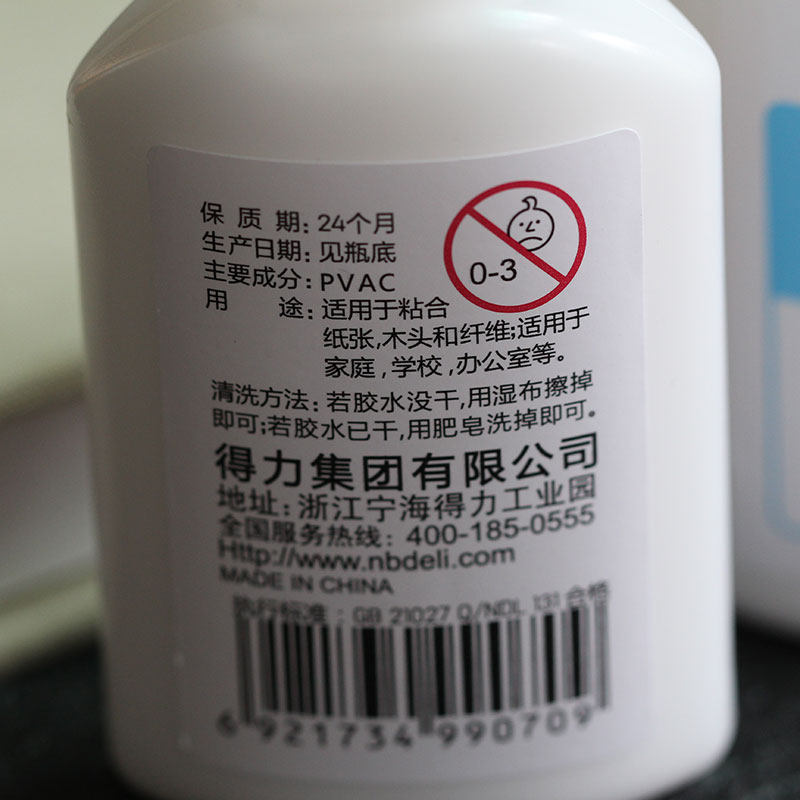 保质期：24个月
0-3
生产日期：见瓶底
主要成分：PVAC
用途：适用于粘合
纸张,木头和纤维;适用于
家庭,学校,办公室等。
清洗方法：若胶水没干,用湿布擦掉
即可;若胶水已干,用肥皂洗掉即可。
得力集团有限公司
地址：浙江宁海得力工业园
全国服务热线：400-185-0555
Http://www.nbdeli.com
MADE IN CHINA
执行标准：GB 21027 Q/NDL 131 合格
6 921734 990709